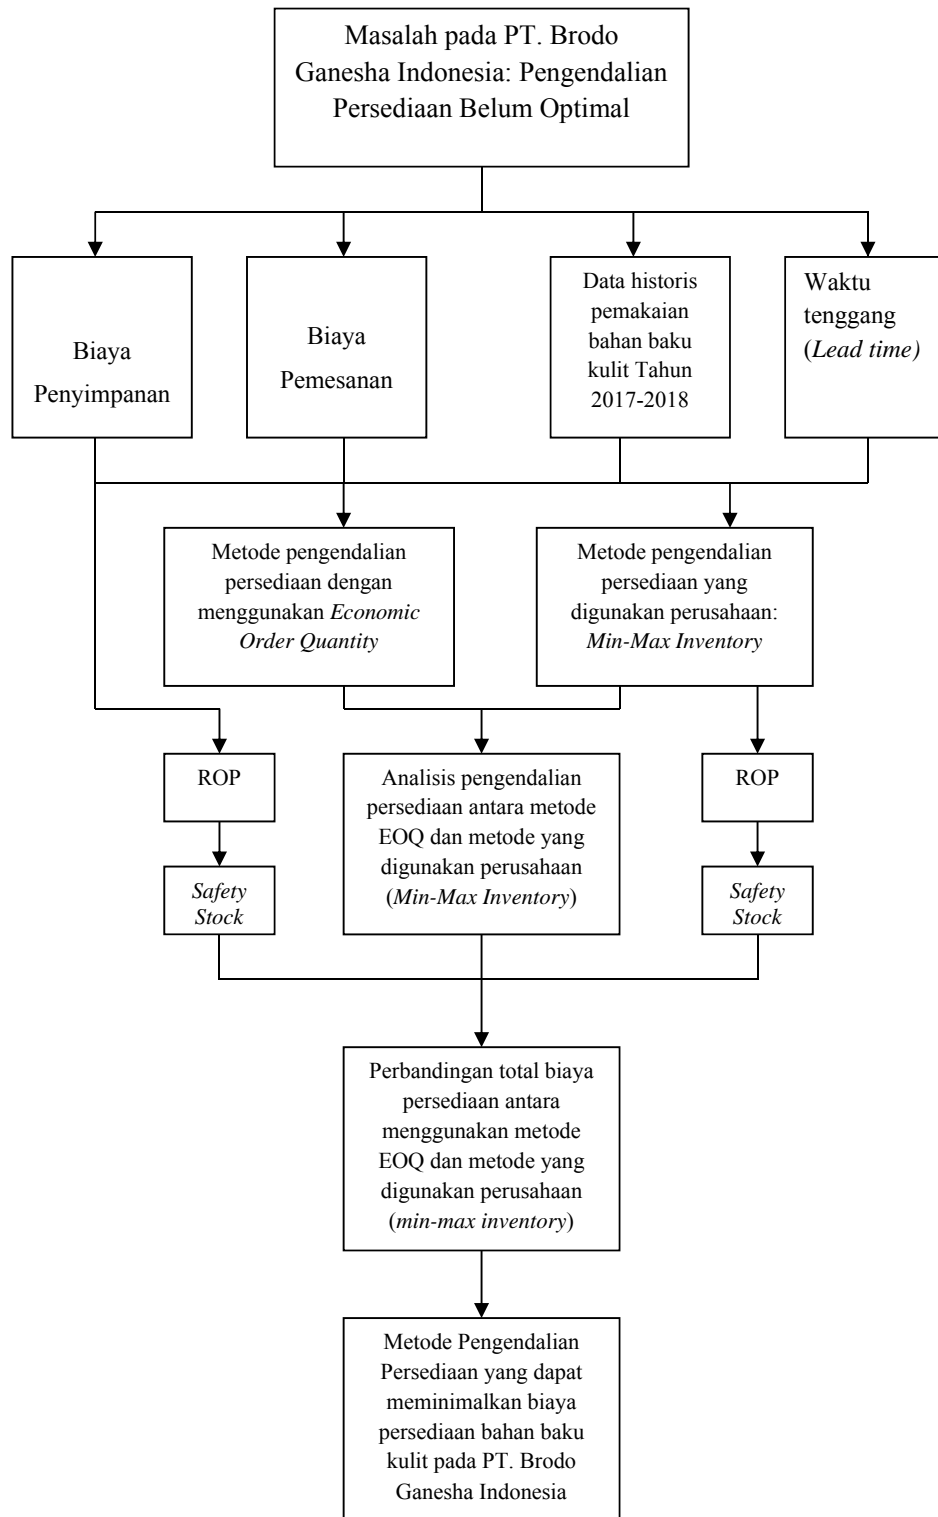 Masalah pada PT. Brodo
Ganesha Indonesia: Pengendalian
Persediaan Belum Optimal
Biaya
Penyimpanan
Biaya
Pemesanan
Data historis
pemakaian
bahan baku
kulit Tahun
2017-2018
Waktu
tenggang
(Lead time)
Metode pengendalian
persediaan dengan
menggunakan Economic
Order Quantity
Metode pengendalian
persediaan yang
digunakan perusahaan:
Min-Max Inventory
ROP
Analisis pengendalian
persediaan antara metode
EOQ dan metode yang
digunakan perusahaan
(Min-Max Inventory)
ROP
Safety
Stock
Safety
Stock
Perbandingan total biaya
persediaan antara
menggunakan metode
EOQ dan metode yang
digunakan perusahaan
(min-max inventory)
Metode Pengendalian
Persediaan yang dapat
meminimalkan biaya
persediaan bahan baku
kulit pada PT. Brodo
Ganesha Indonesia